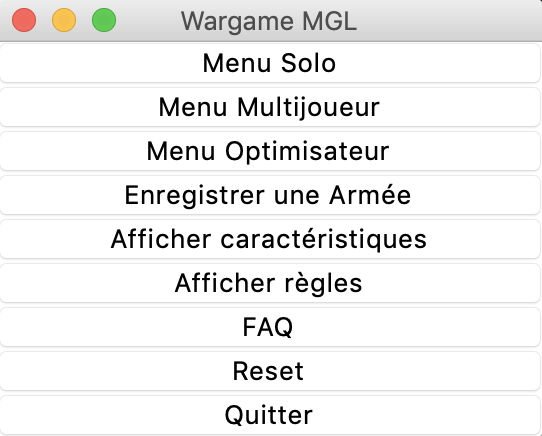 Wargame MGL
Menu Solo
Menu Multijoueur
Menu Optimisateur
Enregistrer une Armée
Afficher caractéristiques
Afficher règles
FAQ
Reset
Quitter